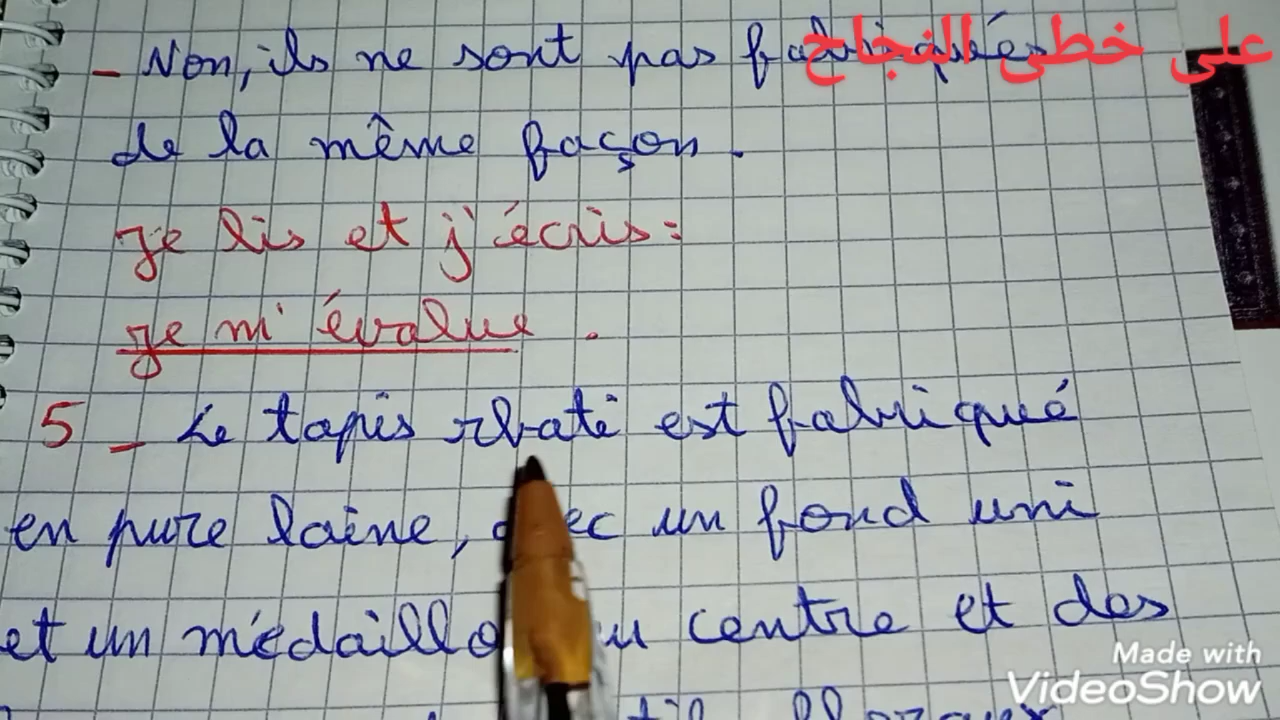 على خطى النجاح
- Non, ils ne sont pas fabriqués
de la même façon.
je lis et j'écris:
je m'évalue.
5 - Le tapis rbati est fabriqué
en pure laine, avec un fond uni
et un médaillon au centre et des
Made with
VideoShow